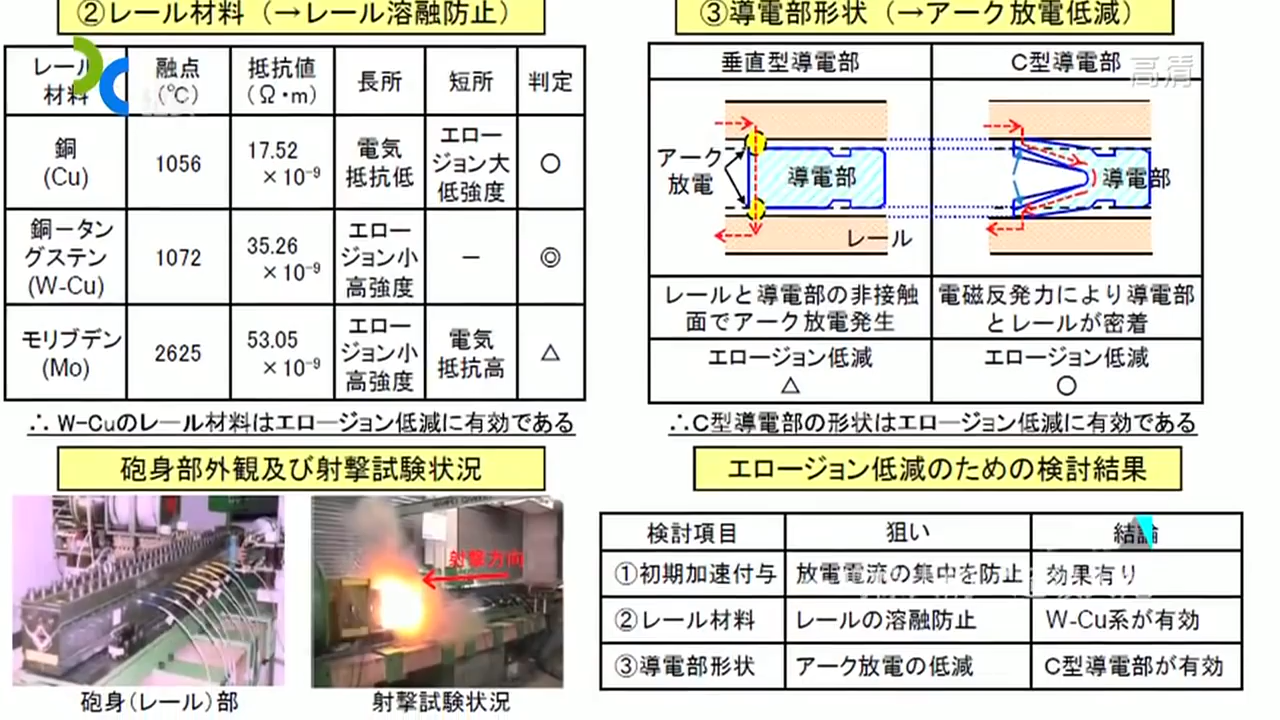 ②レール材料（→レール溶融防止）
レール材料
融点（℃）
抵抗値（Ω・m）
長所
短所
判定
銅(Cu)
1056
17.52×10⁻⁹
電気抵抗低
エロージョン大低強度
○
銅－タングステン(W-Cu)
1072
35.26×10⁻⁹
エロージョン小高強度
－
◎
モリブデン(Mo)
2625
53.05×10⁻⁹
エロージョン小高強度
電気抵抗高
△
∴ W-Cuのレール材料はエロージョン低減に有効である
③導電部形状（→アーク放電低減）
垂直型導電部
C型導電部
高清
アーク放電
導電部
導電部
レール
レールと導電部の非接触面でアーク放電発生
電磁反発力により導電部とレールが密着
エロージョン低減
△
エロージョン低減
○
∴C型導電部の形状はエロージョン低減に有効である
砲身部外観及び射撃試験状況
射撃方向
砲身（レール）部
射撃試験状況
エロージョン低減のための検討結果
検討項目
狙い
結論
①初期加速付与
放電電流の集中を防止
効果有り
②レール材料
レールの溶融防止
W-Cu系が有効
③導電部形状
アーク放電の低減
C型導電部が有効